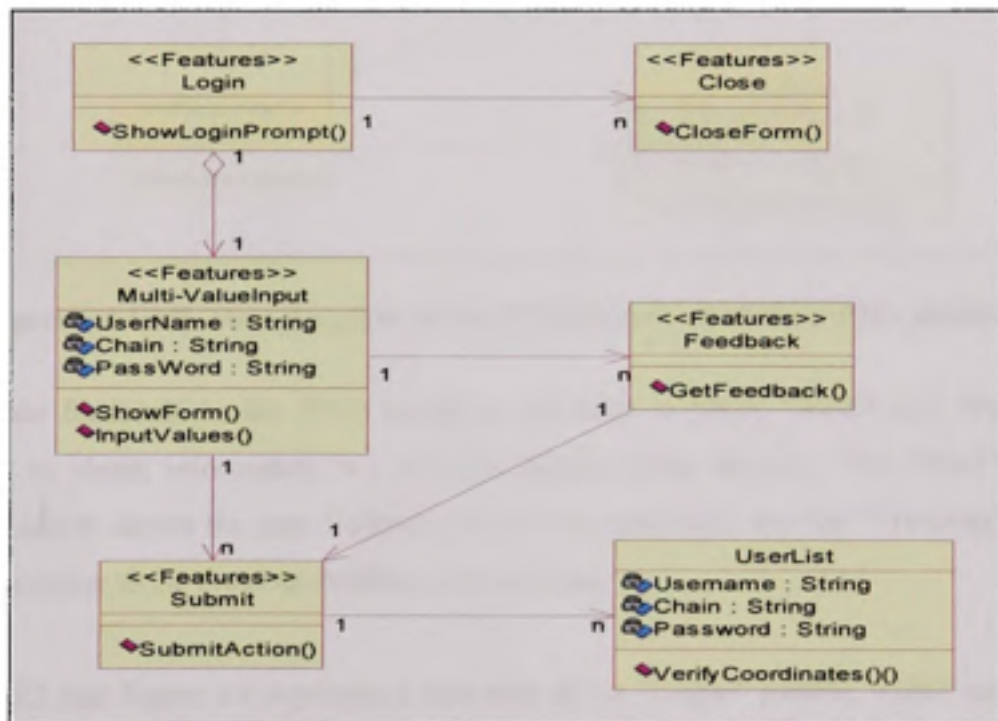 <<Features>>
Login
ShowLoginPrompt()
1
n
<<Features>>
Close
CloseForm()
1
1
<<Features>>
Multi-ValueInput
UserName : String
Chain : String
PassWord : String
ShowForm()
InputValues()
1
n
<<Features>>
Feedback
GetFeedback()
1
1
n
1
<<Features>>
Submit
SubmitAction()
1
n
UserList
Username : String
Chain : String
Password : String
VerifyCoordinates()()